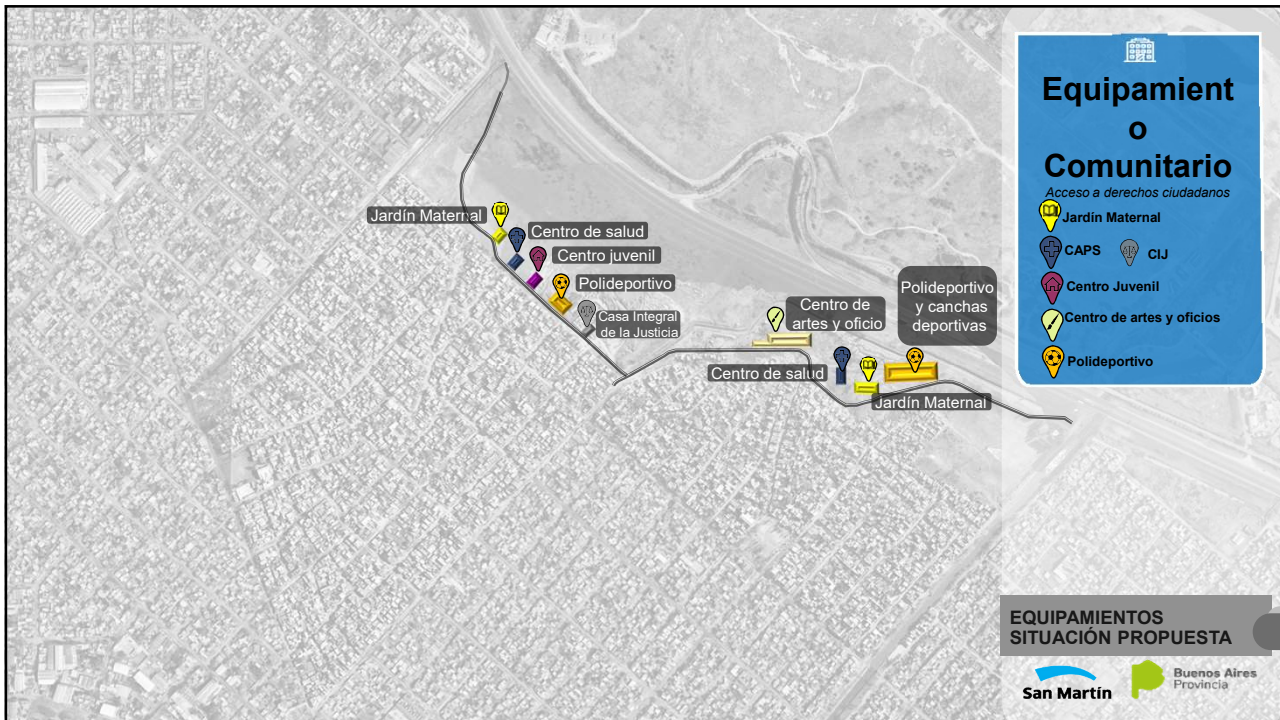 Equipamient
o
Comunitario
Acceso a derechos ciudadanos
Jardín Maternal
CAPS
CIJ
Centro Juvenil
Centro de artes y oficios
Polideportivo
Jardín Maternal
Centro de salud
Centro juvenil
Polideportivo
Casa Integral
de la Justicia
Centro de
artes y oficio
Polideportivo
y canchas
deportivas
Centro de salud
Jardín Maternal
EQUIPAMIENTOS
SITUACIÓN PROPUESTA
San Martín
Buenos Aires
Provincia